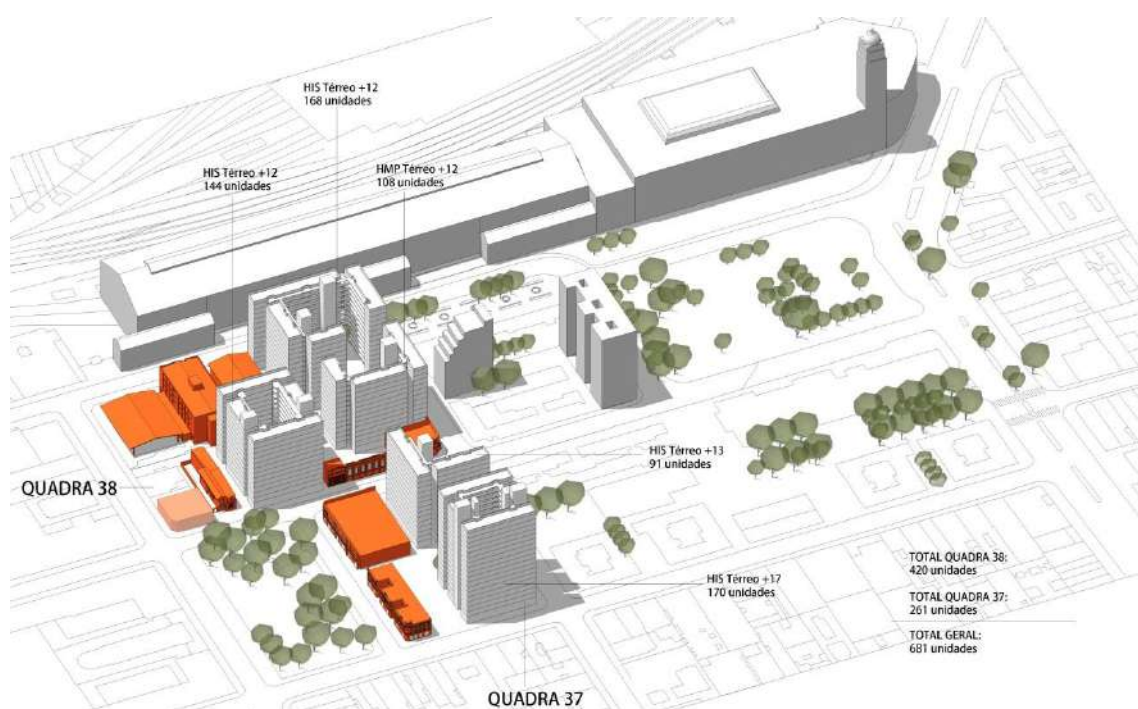 HIS Térreo +12
168 unidades
HIS Térreo +12
144 unidades
HMP Térreo +12
108 unidades
HIS Térreo +13
91 unidades
QUADRA 38
HIS Térreo +17
170 unidades
TOTAL QUADRA 38:
420 unidades
TOTAL QUADRA 37:
261 unidades
TOTAL GERAL:
681 unidades
QUADRA 37